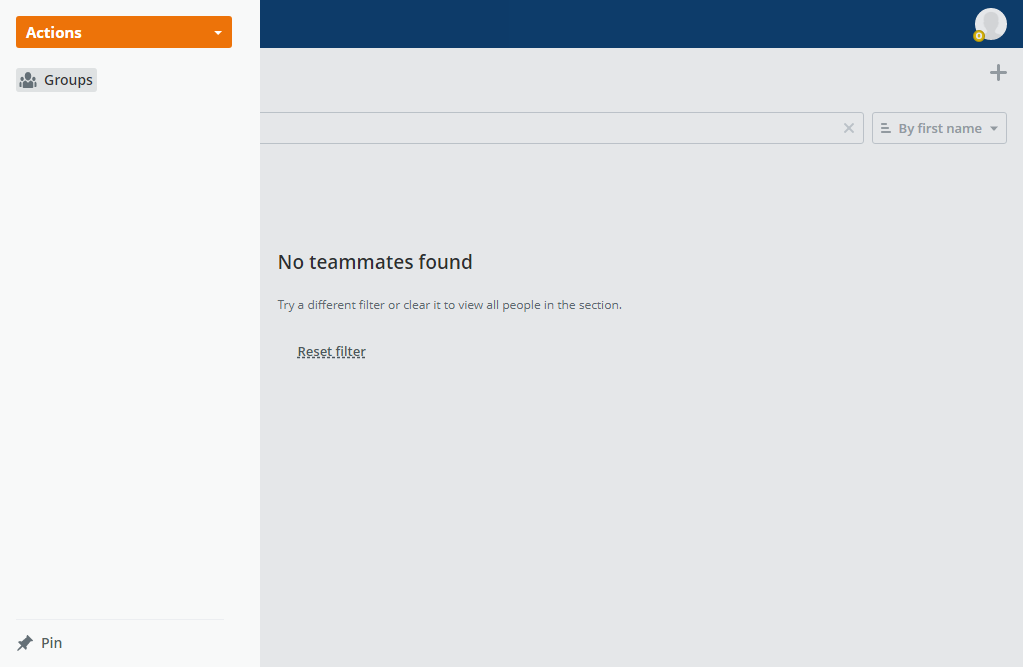 Actions
Groups
By first name
No teammates found
Try a different filter or clear it to view all people in the section.
Reset filter
Pin